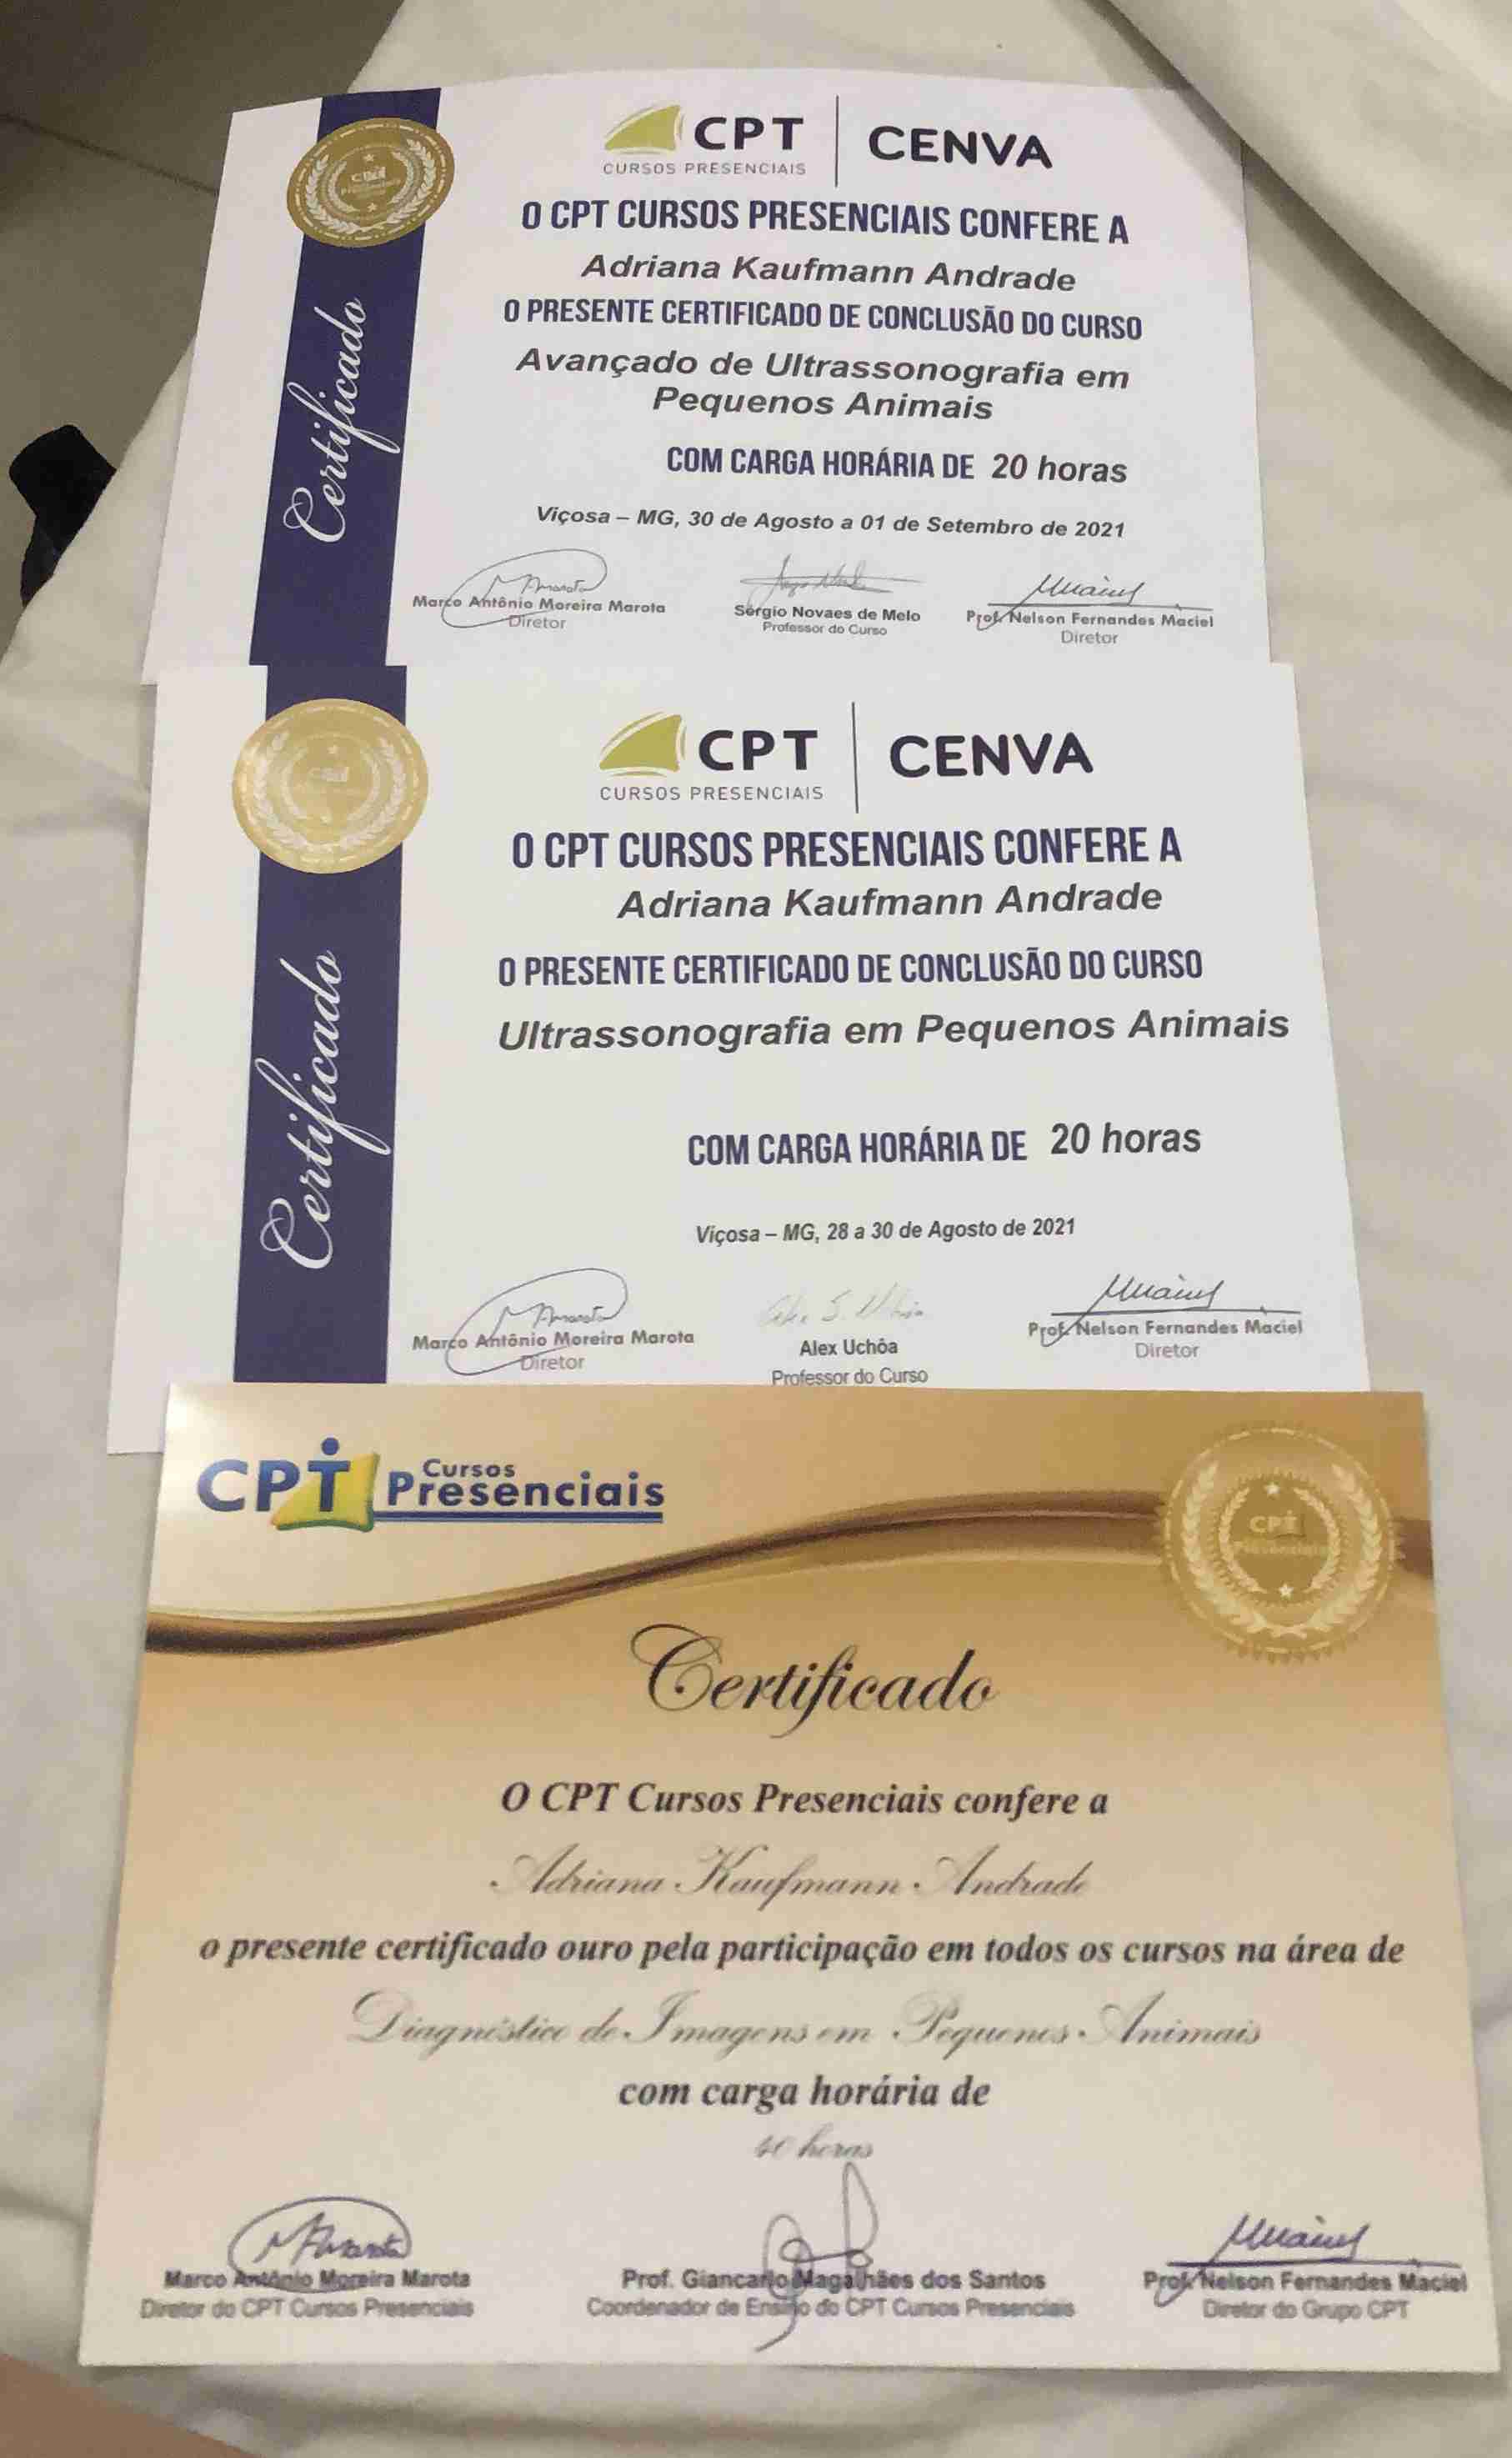 CPT
CURSOS PRESENCIAIS
CENVA
O CPT CURSOS PRESENCIAIS CONFERE A
Adriana Kaufmann Andrade
O PRESENTE CERTIFICADO DE CONCLUSÃO DO CURSO
Avançado de Ultrassonografia em
Pequenos Animais
COM CARGA HORÁRIA DE 20 horas
Viçosa – MG, 30 de Agosto a 01 de Setembro de 2021
Marco Antônio Moreira Marota
Diretor
Sérgio Novaes de Melo
Professor do Curso
Prof. Nelson Fernandes Maciel
Diretor
Certificado
CPT
CURSOS PRESENCIAIS
CENVA
O CPT CURSOS PRESENCIAIS CONFERE A
Adriana Kaufmann Andrade
O PRESENTE CERTIFICADO DE CONCLUSÃO DO CURSO
Ultrassonografia em Pequenos Animais
COM CARGA HORÁRIA DE 20 horas
Viçosa – MG, 28 a 30 de Agosto de 2021
Marco Antônio Moreira Marota
Diretor
Alex Uchôa
Professor do Curso
Prof. Nelson Fernandes Maciel
Diretor
Certificado
CPT Cursos
Presenciais
CPT
Presenciais
Certificado
O CPT Cursos Presenciais confere a
Adriana Kaufmann Andrade
o presente certificado ouro pela participação em todos os cursos na área de
Diagnóstico de Imagens em Pequenos Animais
com carga horária de
40 horas
Marco Antônio Moreira Marota
Diretor do CPT Cursos Presenciais
Prof. Giancarlo Magalhães dos Santos
Coordenador de Ensino do CPT Cursos Presenciais
Prof. Nelson Fernandes Maciel
Diretor do Grupo CPT